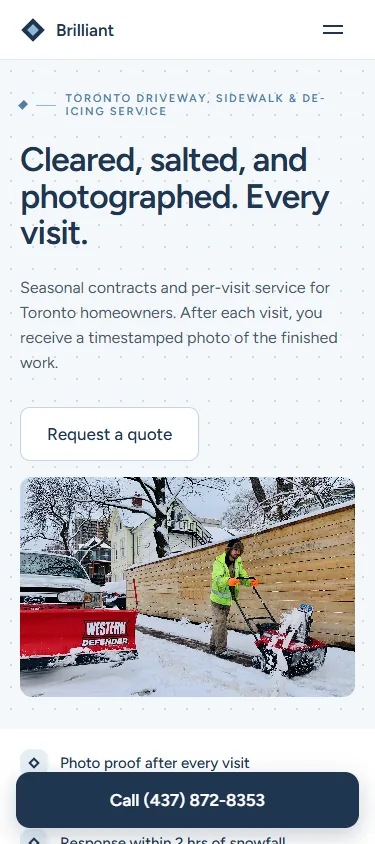 Brilliant
TORONTO DRIVEWAY, SIDEWALK & DE-
ICING SERVICE
Cleared, salted, and
photographed. Every
visit.
Seasonal contracts and per-visit service for
Toronto homeowners. After each visit, you
receive a timestamped photo of the finished
work.
Request a quote
WESTERN
DEFENDER
Photo proof after every visit
Call (437) 872-8353
Response within 2 hrs of snowfall